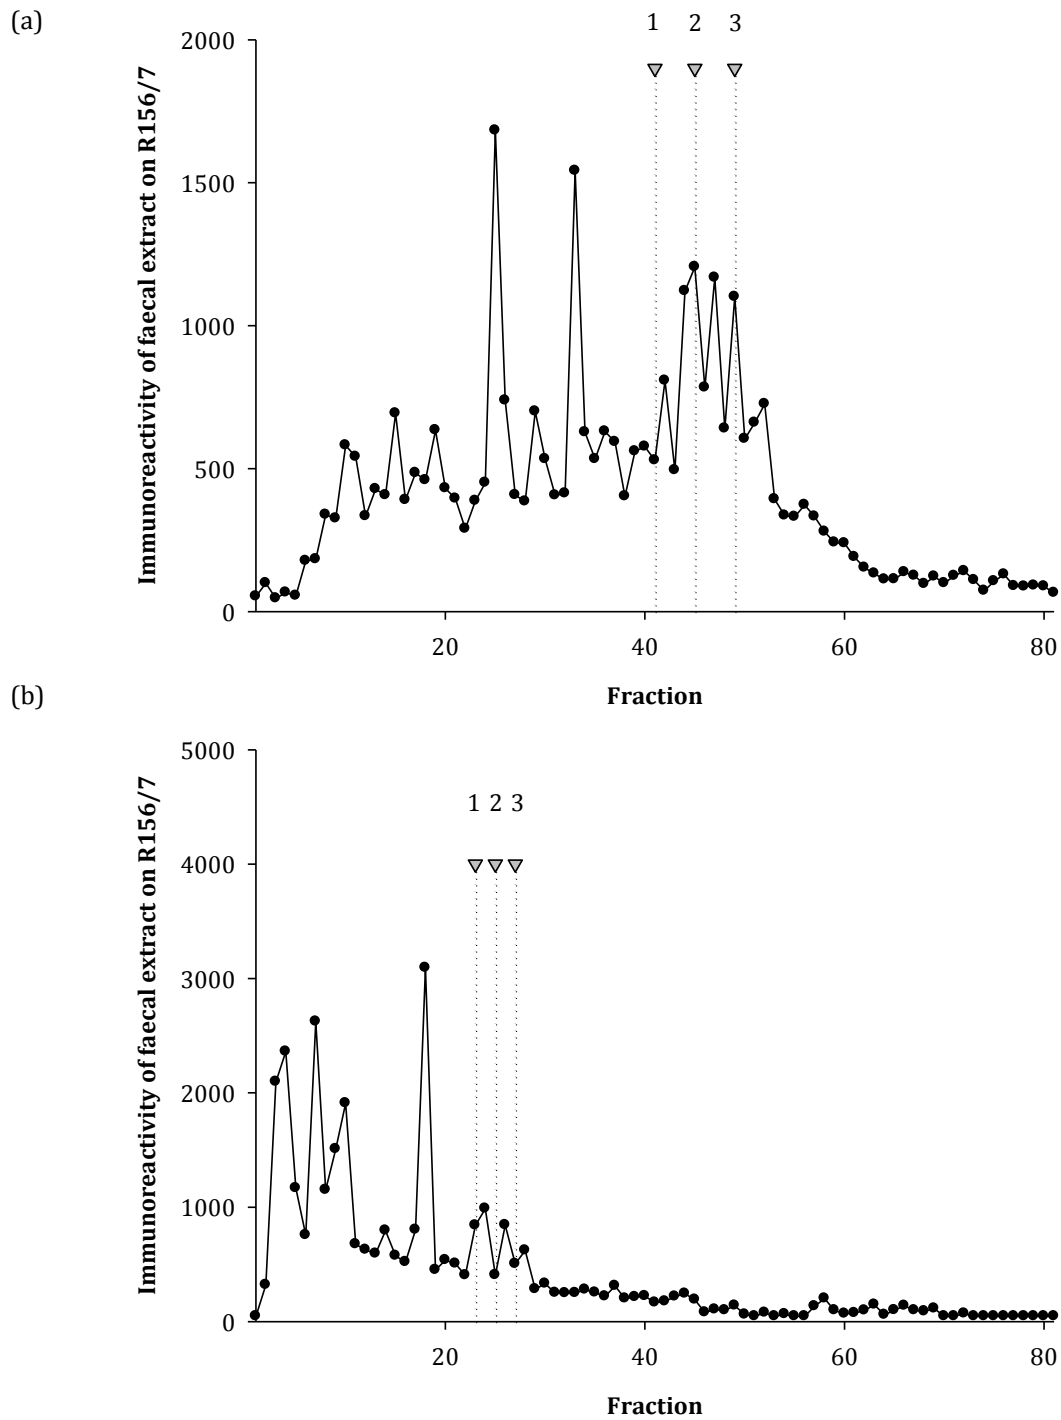 (a)
1 2 3
Immunoreactivity of faecal extract on R156/7
2000
1500
1000
500
0
20 40 60 80
Fraction
(b)
1 2 3
Immunoreactivity of faecal extract on R156/7
5000
4000
3000
2000
1000
0
20 40 60 80
Fraction